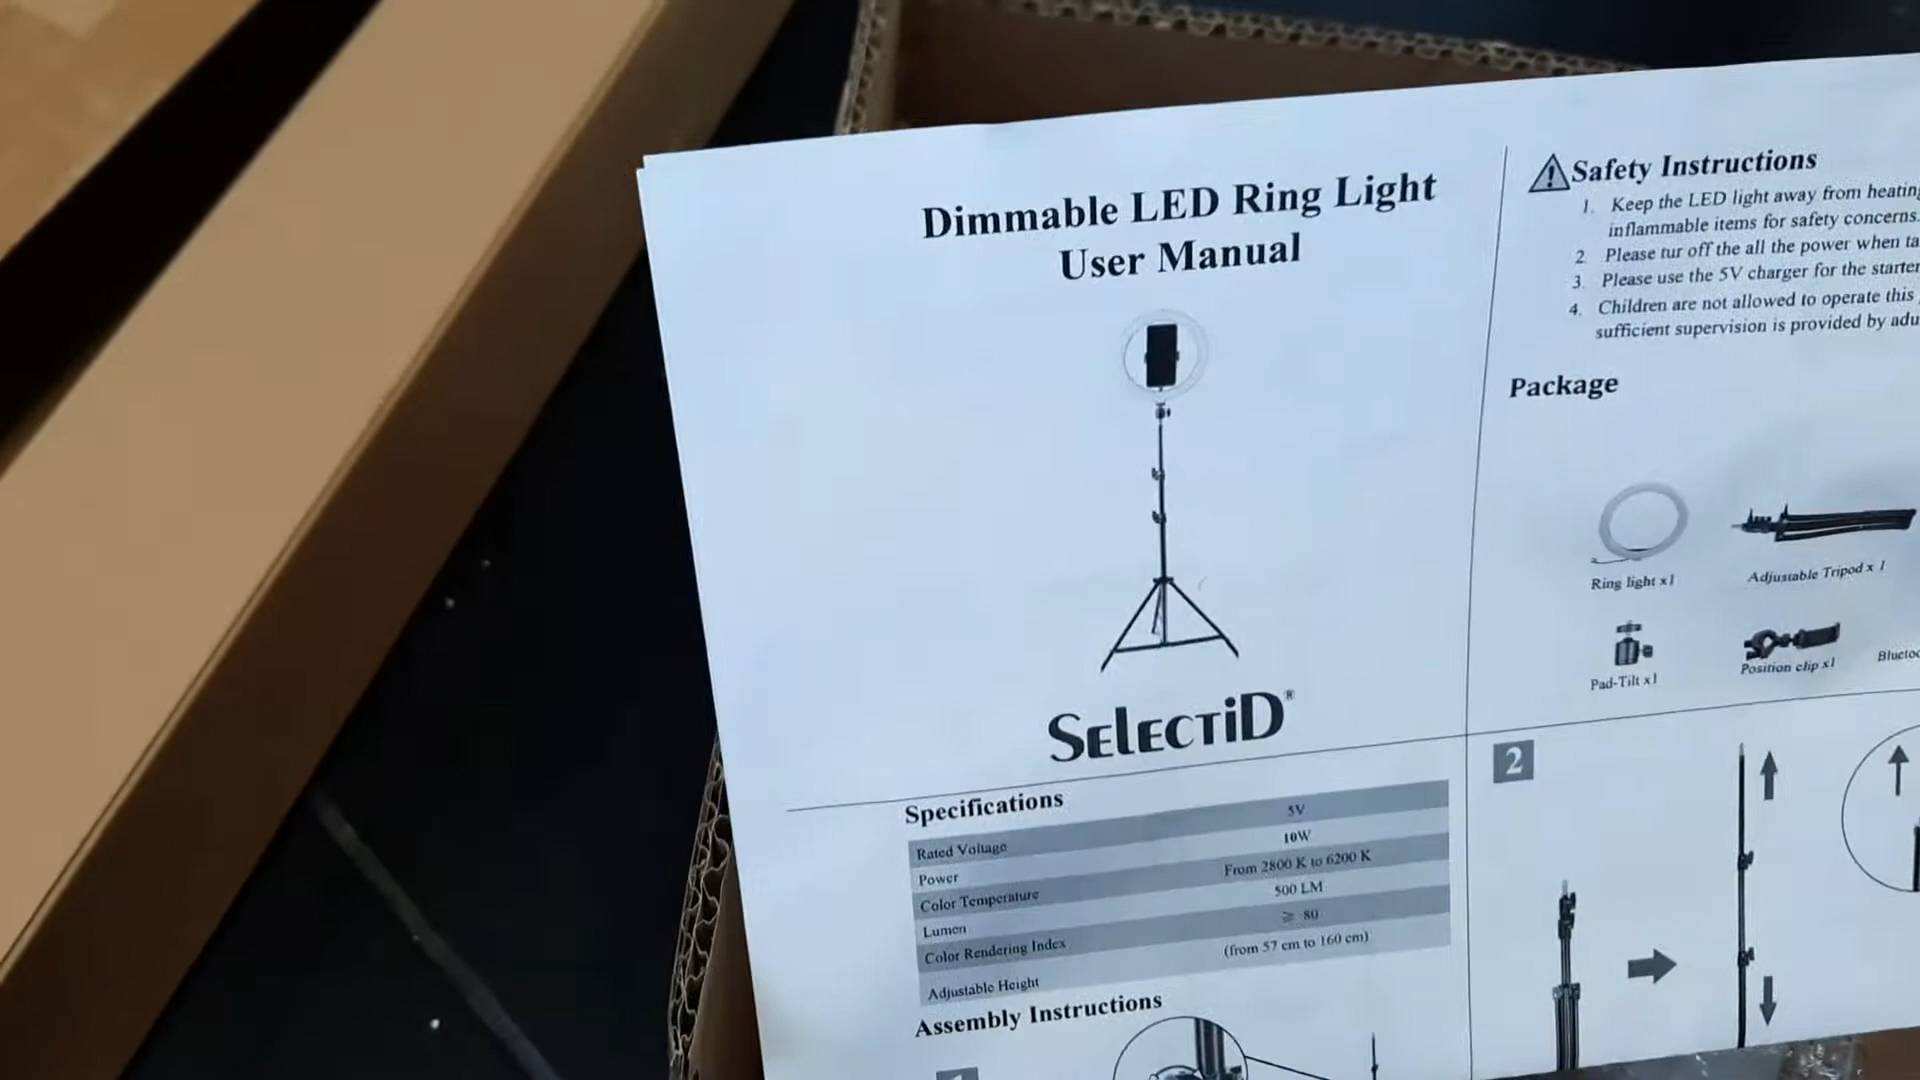 Dimmable LED Ring Light
User Manual
SELECTiD®
Specifications
Rated Voltage 5V
Power 10W
Color Temperature From 2800 K to 6200 K
Lumen 500 LM
Color Rendering Index ≥ 80
Adjustable Height (from 57 cm to 160 cm)
Assembly Instructions
Safety Instructions
1. Keep the LED light away from heating
inflammable items for safety concerns.
2. Please tur off the all the power when ta
3. Please use the 5V charger for the starter
4. Children are not allowed to operate this
sufficient supervision is provided by adu
Package
Ring light x1
Adjustable Tripod x 1
Pad-Tilt x1
Position clip x1
Bluetoo
2